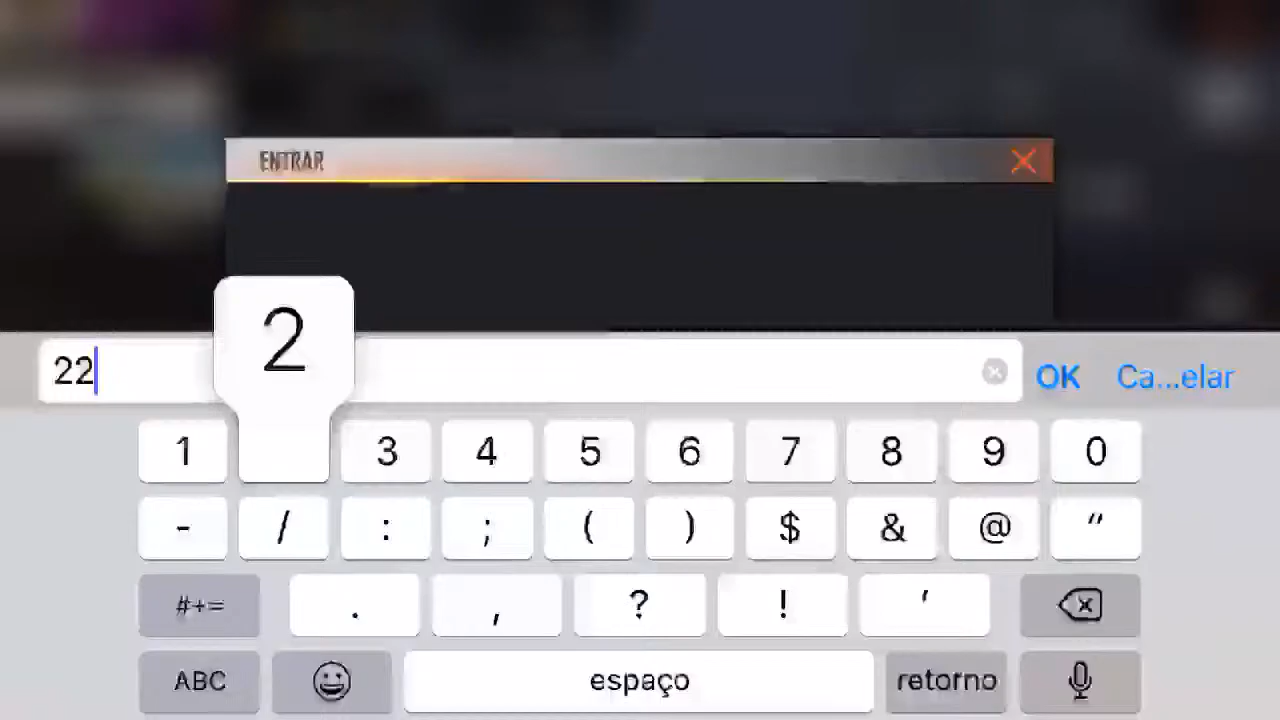 ENTRAR
2
22 OK Ca...elar
1 3 4 5 6 7 8 9 0
- / : ; ( ) $ & @ "
#+= . , ? ! '
ABC espaço retorno